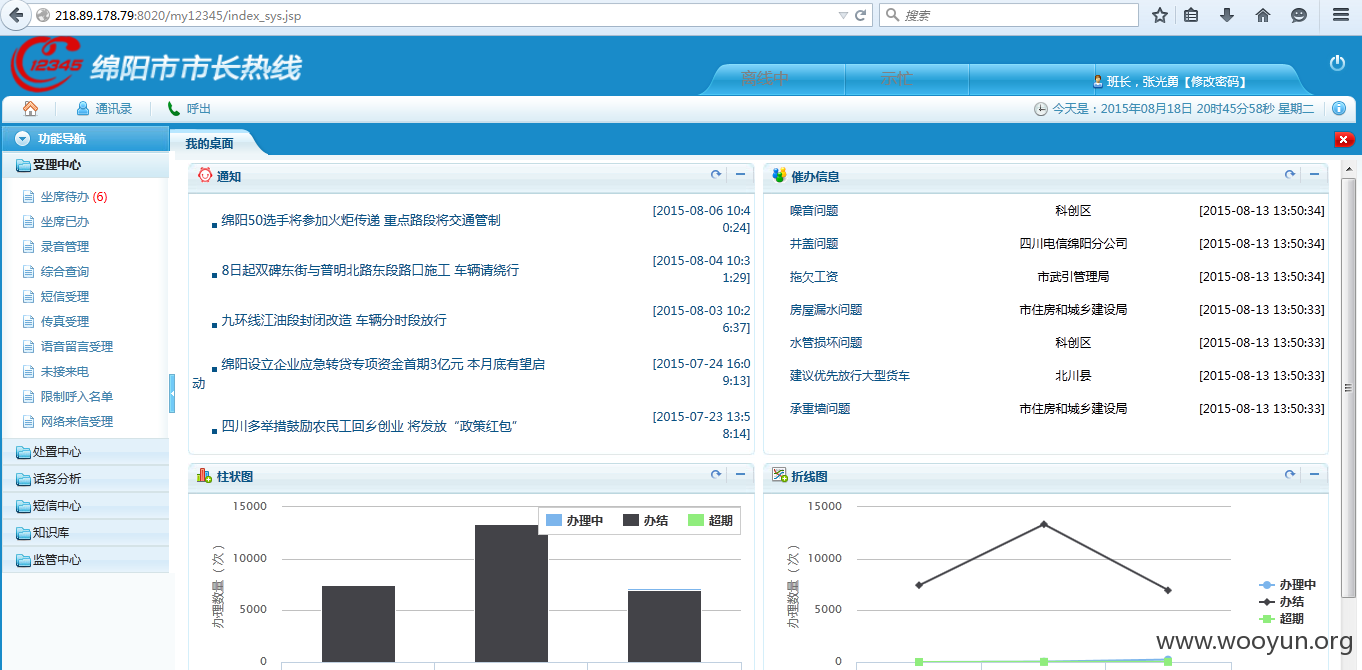 218.89.178.79:8020/my12345/index_sys.jsp
搜索
12345 绵阳市市长热线
离线中
示忙
班长，张光勇【修改密码】
通讯录
呼出
今天是：2015年08月18日 20时45分58秒 星期二
功能导航
我的桌面
受理中心
坐席待办 (6)
坐席已办
录音管理
综合查询
短信受理
传真受理
语音留言受理
未接来电
限制呼入名单
网络来信受理
处置中心
话务分析
短信中心
知识库
监管中心
通知
绵阳50选手将参加火炬传递 重点路段将交通管制
[2015-08-06 10:4
0:24]
8日起双碑东街与普明北路东段路口施工 车辆请绕行
[2015-08-04 10:3
1:29]
九环线江油段封闭改造 车辆分时段放行
[2015-08-03 10:2
6:37]
绵阳设立企业应急转贷专项资金首期3亿元 本月底有望启
动
[2015-07-24 16:0
9:13]
四川多举措鼓励农民工回乡创业 将发放“政策红包”
[2015-07-23 13:5
8:14]
催办信息
噪音问题 科创区 [2015-08-13 13:50:34]
井盖问题 四川电信绵阳分公司 [2015-08-13 13:50:34]
拖欠工资 市武引管理局 [2015-08-13 13:50:34]
房屋漏水问题 市住房和城乡建设局 [2015-08-13 13:50:33]
水管损坏问题 科创区 [2015-08-13 13:50:33]
建议优先放行大型货车 北川县 [2015-08-13 13:50:33]
承重墙问题 市住房和城乡建设局 [2015-08-13 13:50:33]
柱状图
办理数量（次）
15000
10000
5000
0
办理中 办结 超期
折线图
办理数量（次）
15000
10000
5000
0
办理中
办结
超期
www.wooyun.org